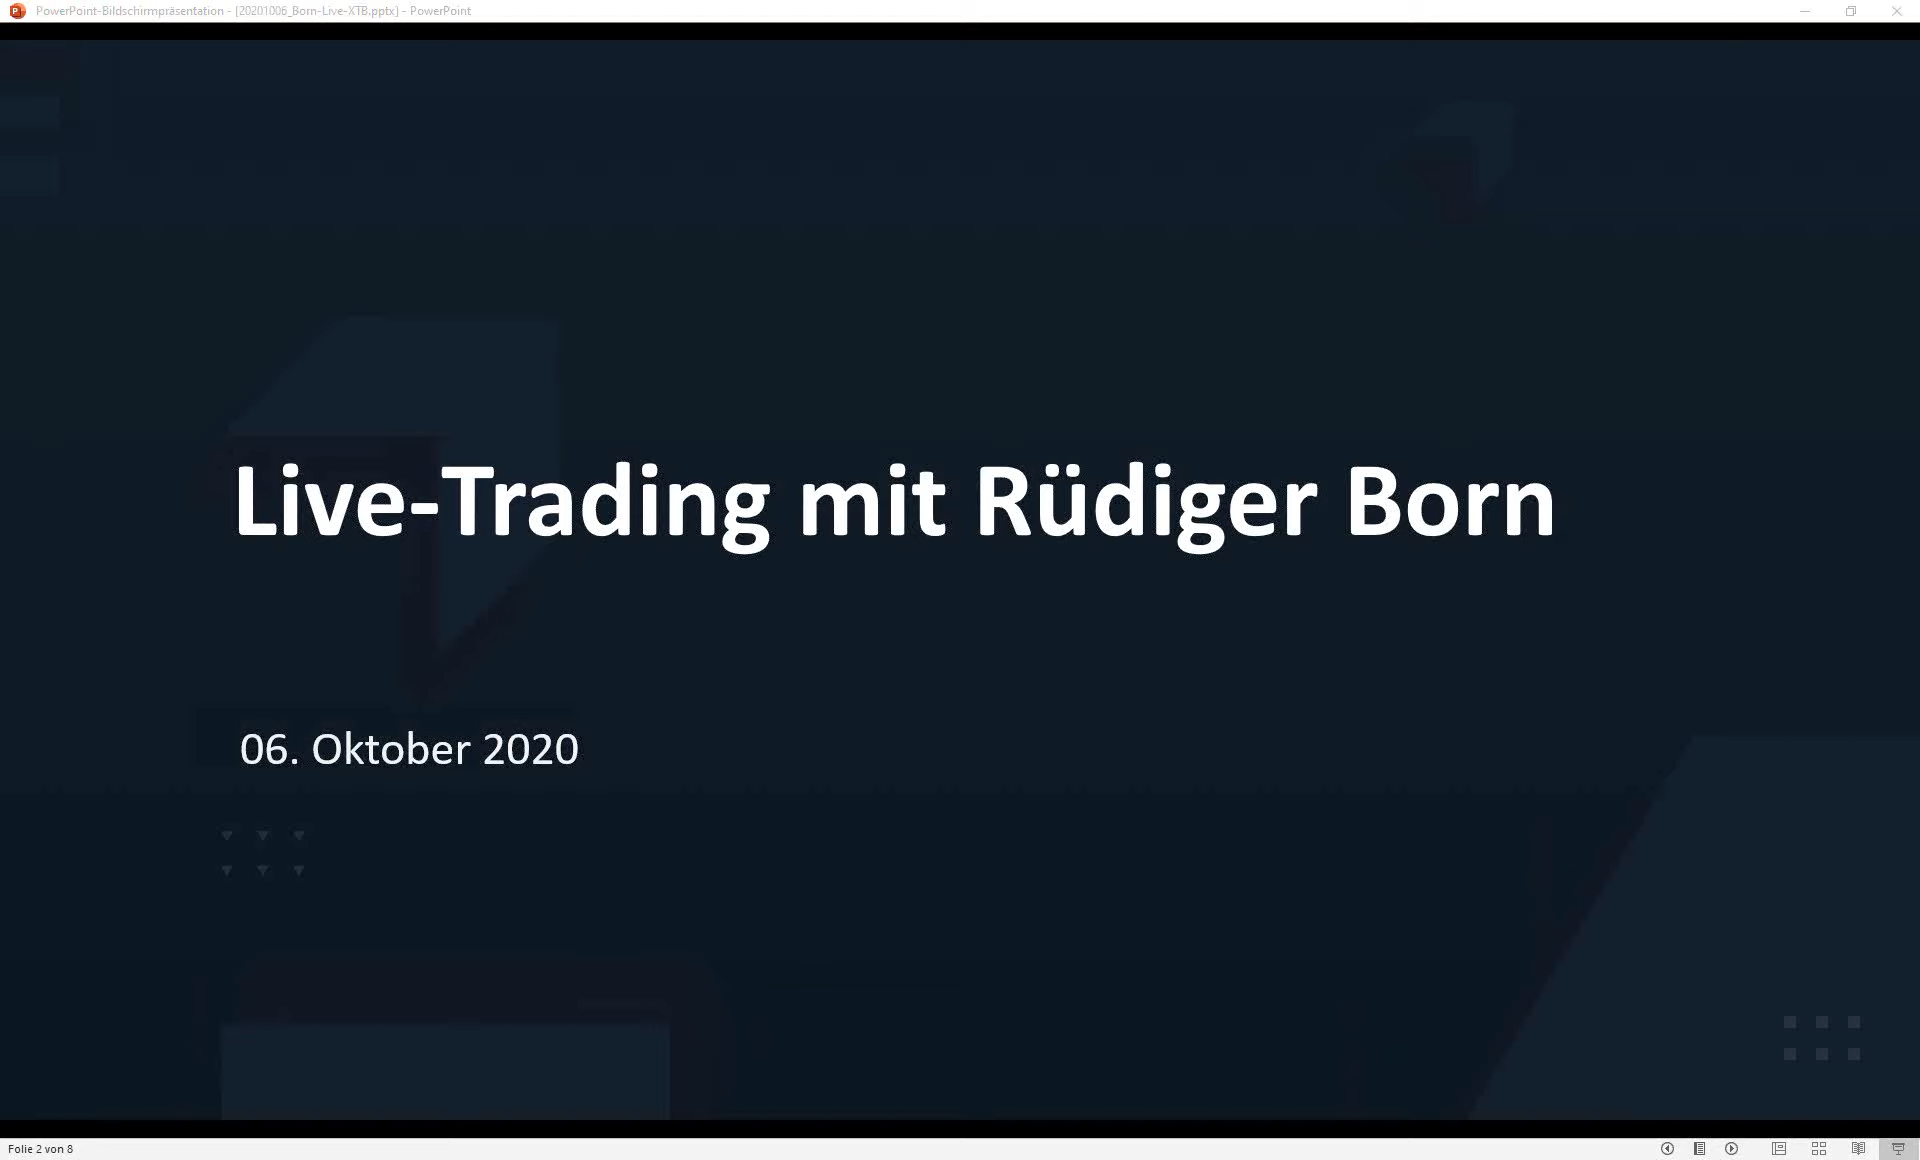 PowerPoint-Bildschirmpräsentation - [20201006_Born-Live-XTB.pptx] - PowerPoint
Live-Trading mit Rüdiger Born
06. Oktober 2020
Folie 2 von 8